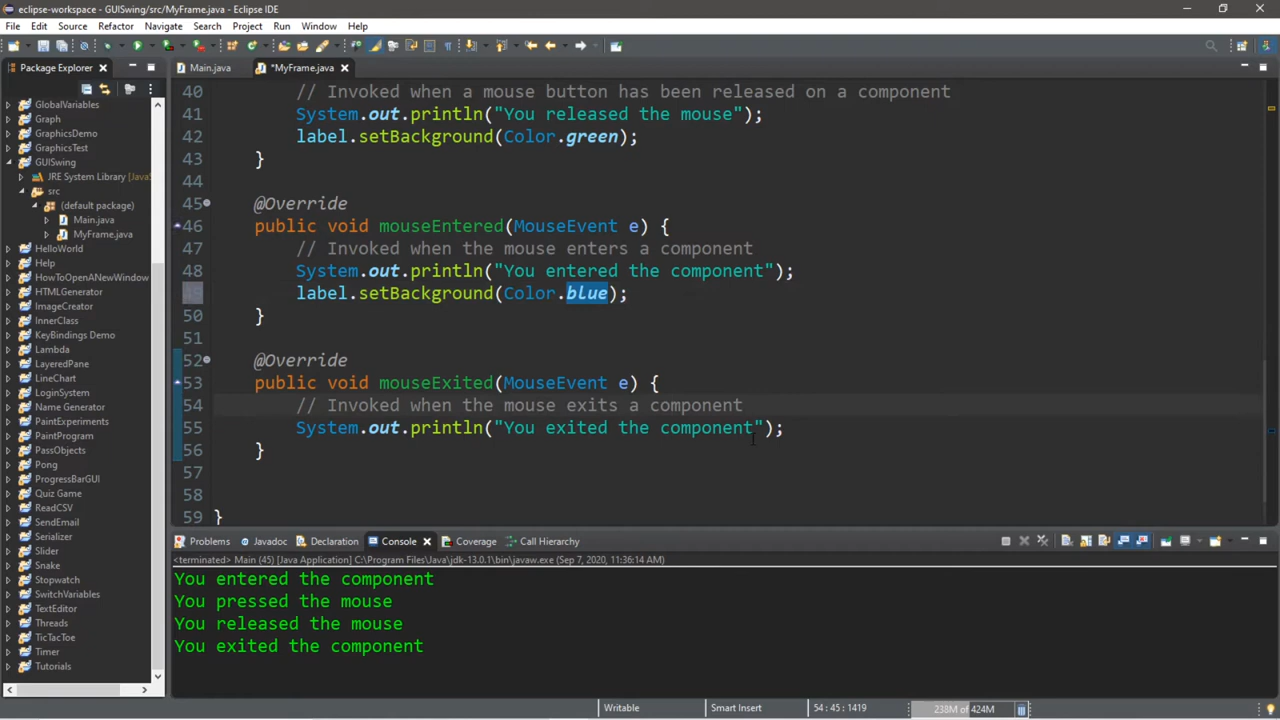 eclipse-workspace - GUISwing/src/MyFrame.java - Eclipse IDE
File Edit Source Refactor Navigate Search Project Run Window Help
Package Explorer
Main.java *MyFrame.java
GlobalVariables
Graph
GraphicsDemo
GraphicsTest
GUISwing
JRE System Library [Java
src
(default package)
Main.java
MyFrame.java
HelloWorld
Help
HowToOpenANewWindow
HTMLGenerator
ImageCreator
InnerClass
KeyBindings Demo
Lambda
LayeredPane
LineChart
LoginSystem
Name Generator
PaintExperiments
PaintProgram
PassObjects
Pong
ProgressBarGUI
Quiz Game
ReadCSV
SendEmail
Serializer
Slider
Snake
Stopwatch
SwitchVariables
TextEditor
Threads
TicTacToe
Timer
Tutorials
40 // Invoked when a mouse button has been released on a component
41 System.out.println("You released the mouse");
42 label.setBackground(Color.green);
43 }
44
45 @Override
46 public void mouseEntered(MouseEvent e) {
47 // Invoked when the mouse enters a component
48 System.out.println("You entered the component");
49 label.setBackground(Color.blue);
50 }
51
52 @Override
53 public void mouseExited(MouseEvent e) {
54 // Invoked when the mouse exits a component
55 System.out.println("You exited the component");
56 }
57
58
59 }
Problems Javadoc Declaration Console Coverage Call Hierarchy
<terminated> Main (45) [Java Application] C:\Program Files\Java\jdk-13.0.1\bin\javaw.exe (Sep 7, 2020, 11:36:14 AM)
You entered the component
You pressed the mouse
You released the mouse
You exited the component
Writable Smart Insert 54 : 45 : 1419 238M of 424M